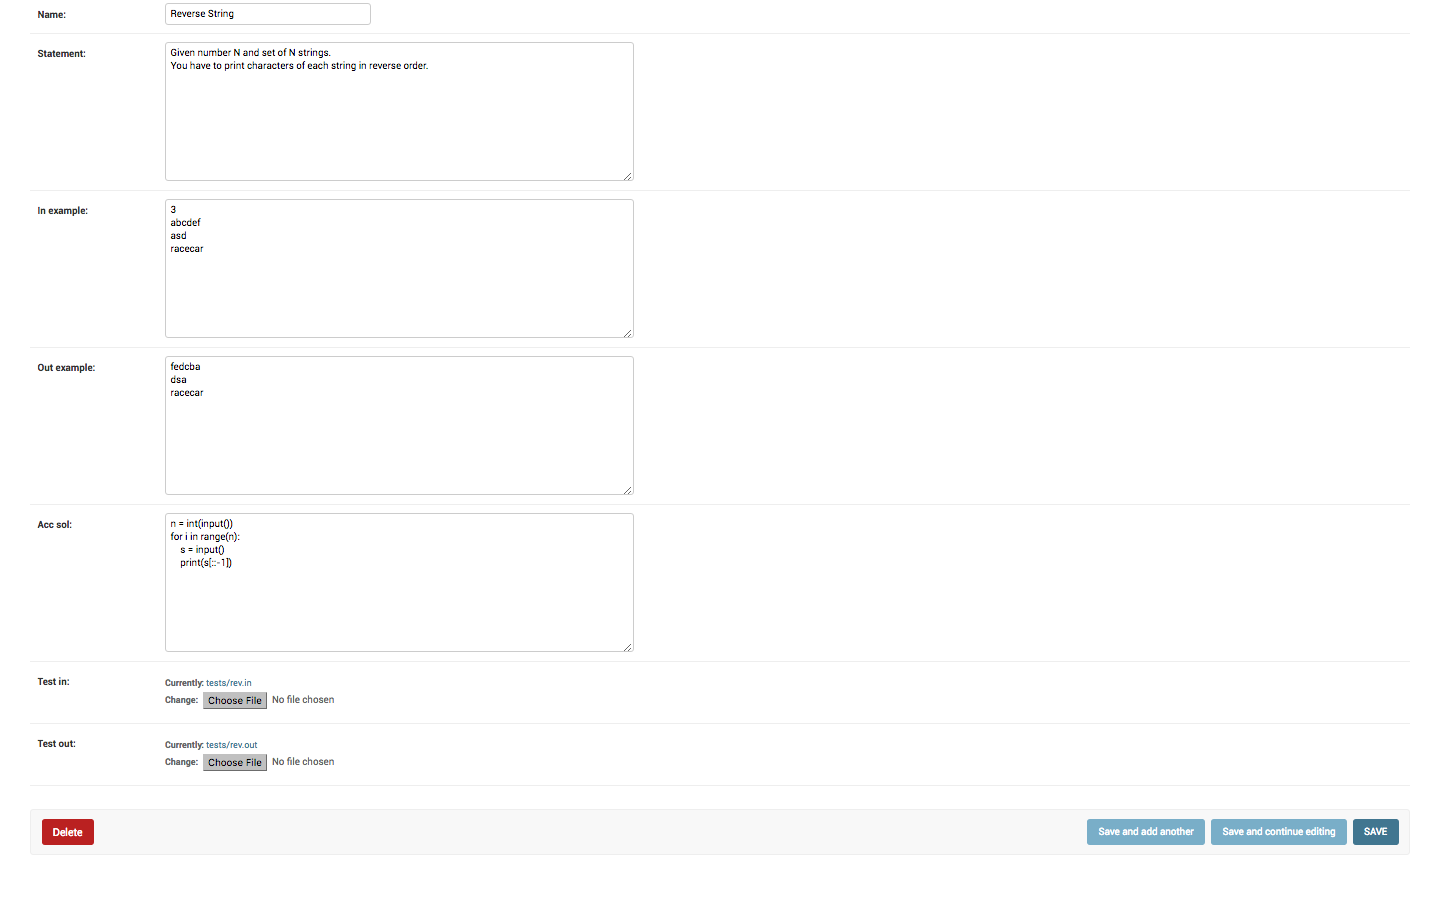 Name: Reverse String
Statement: Given number N and set of N strings.
You have to print characters of each string in reverse order.
In example: 3
abcdef
asd
racecar
Out example: fedcba
dsa
racecar
Acc sol: n = int(input())
for i in range(n):
    s = input()
    print(s[::-1])
Test in: Currently: tests/rev.in
Change: Choose File No file chosen
Test out: Currently: tests/rev.out
Change: Choose File No file chosen
Delete Save and add another Save and continue editing SAVE